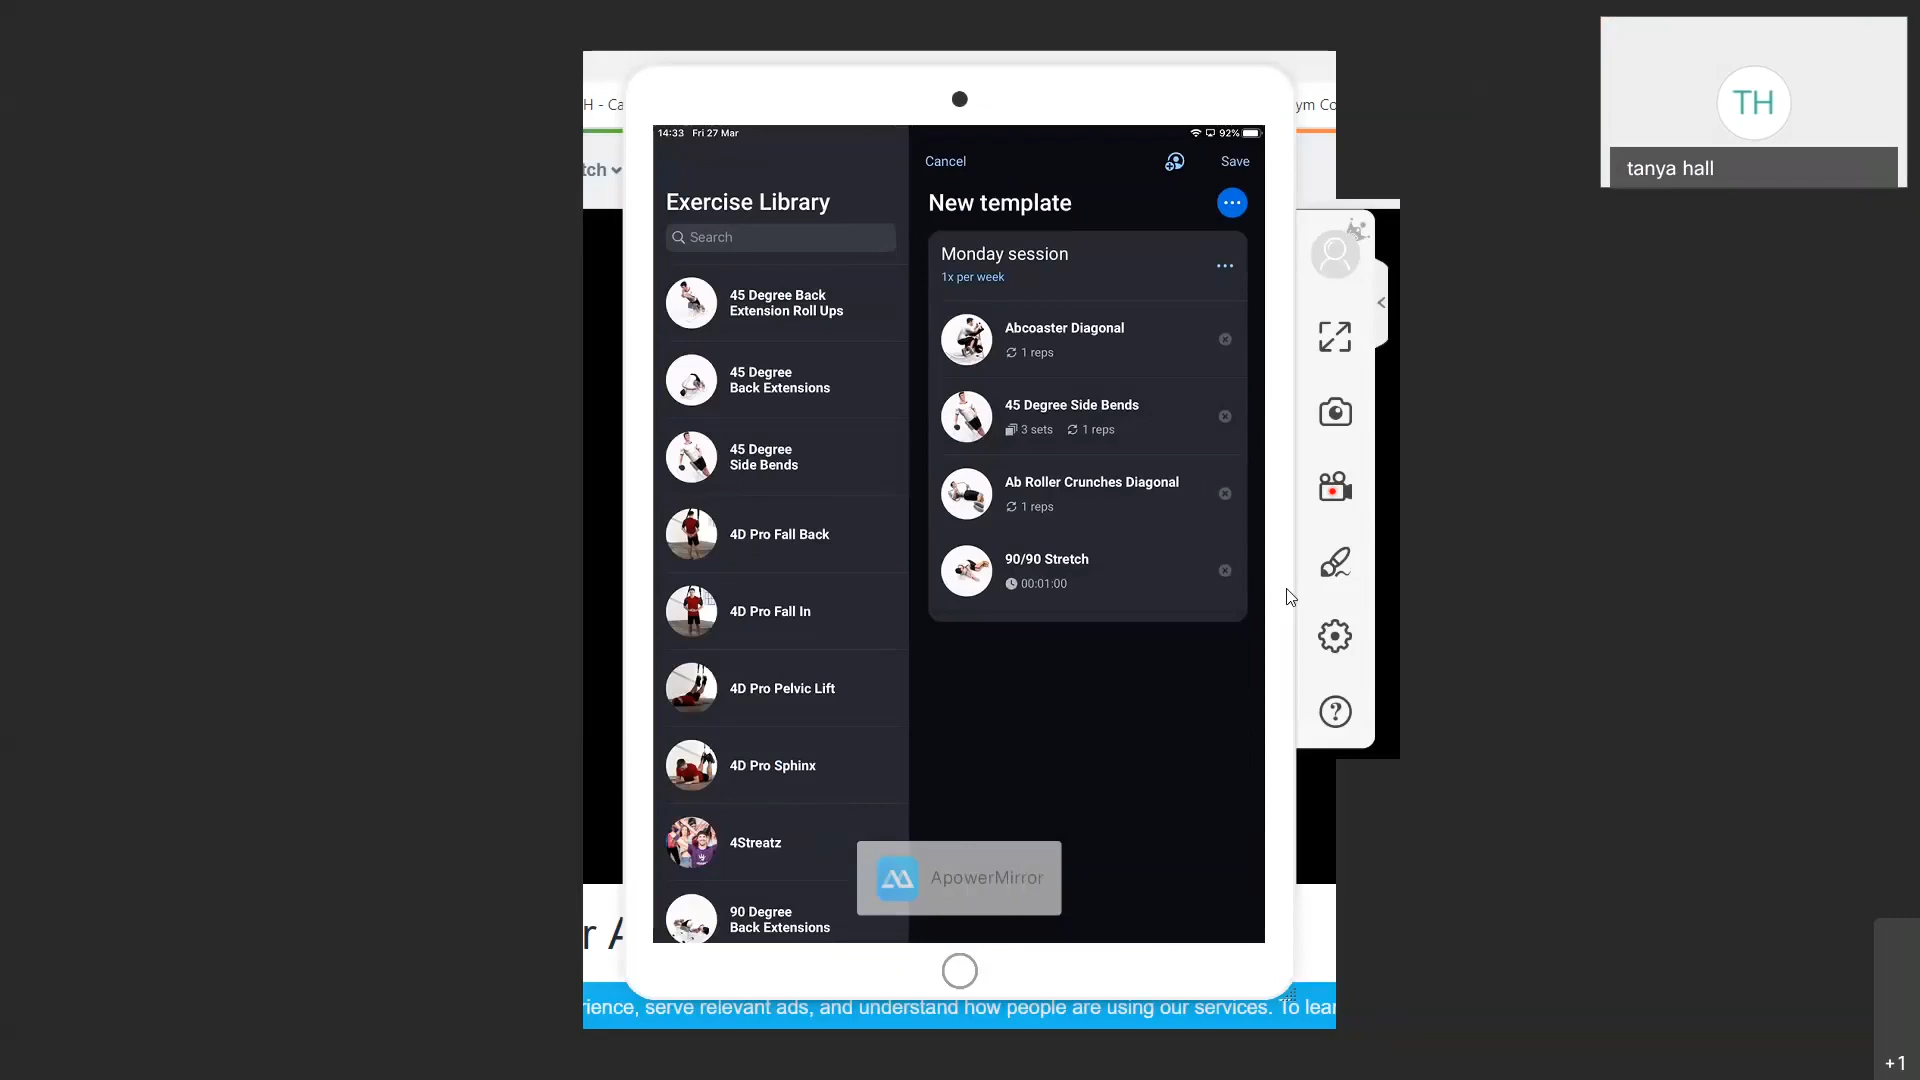 H - Ca
ym Co
tch
14:33 Fri 27 Mar
92%
Cancel
Save
Exercise Library
New template
Search
Monday session
1x per week
45 Degree Back
Extension Roll Ups
Abcoaster Diagonal
1 reps
45 Degree
Back Extensions
45 Degree Side Bends
3 sets 1 reps
45 Degree
Side Bends
Ab Roller Crunches Diagonal
1 reps
4D Pro Fall Back
90/90 Stretch
00:01:00
4D Pro Fall In
4D Pro Pelvic Lift
4D Pro Sphinx
4Streatz
ApowerMirror
90 Degree
Back Extensions
r A
ience, serve relevant ads, and understand how people are using our services. To lear
TH
tanya hall
+1